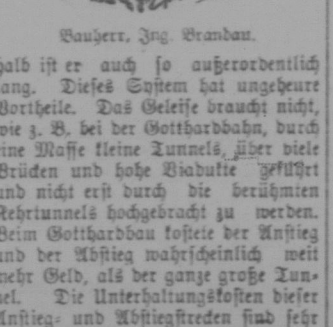 Bauherr, Ing. Brandau.
halb ist er auch so außerordentlich
lang. Dieses System hat ungeheure
Vortheile. Das Geleise braucht nicht,
wie z. B. bei der Gotthardbahn, durch
eine Masse kleine Tunnels, über viele
Brücken und hohe Viadukte geführt
und nicht erst durch die berühmten
Kehrtunnels hochgebracht zu werden.
Beim Gotthardbau kostete der Anstieg
und der Abstieg wahrscheinlich weit
mehr Geld, als der ganze große Tun-
nel. Die Unterhaltungskosten dieser
Anstieg- und Abstiegstrecken sind sehr